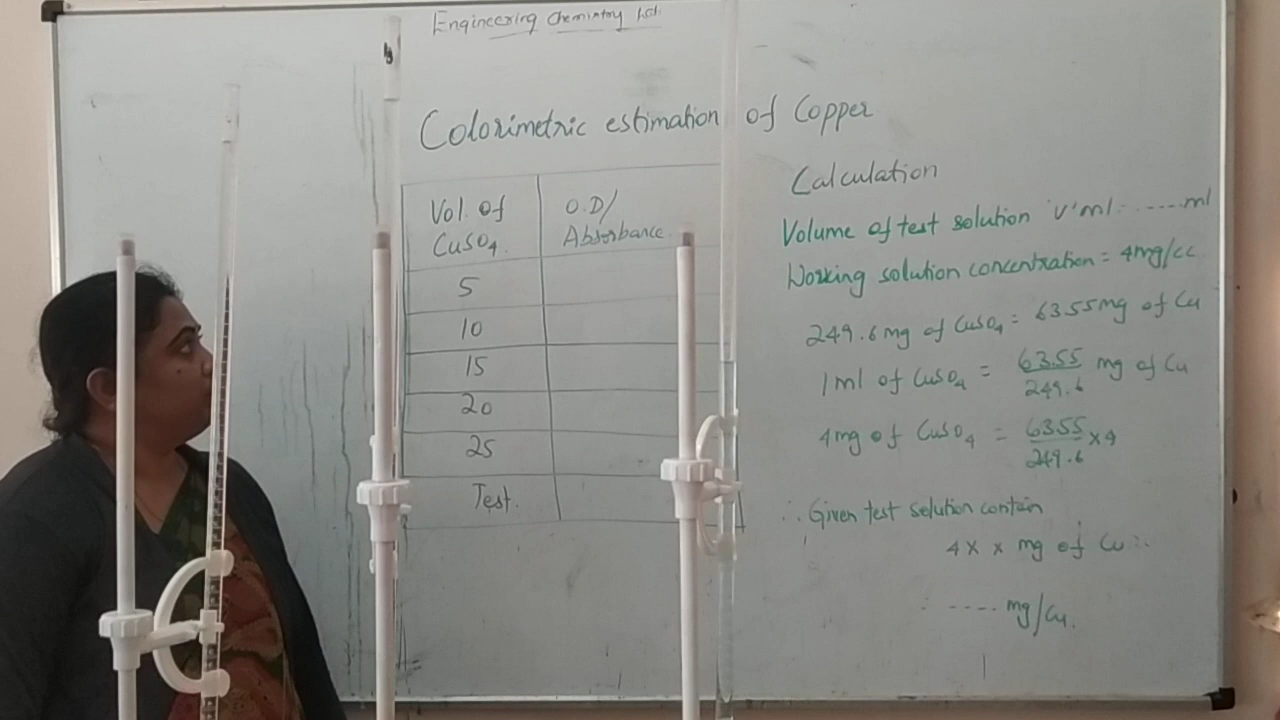 Engineering Chemistry Lab
Colorimetric estimation of Copper
Vol. of CuSO4. O.D/ Absorbance
5
10
15
20
25
Test.
Calculation
Volume of test solution 'V' ml = ......ml
Working solution concentration = 4mg/cc
249.6mg of CuSO4 = 63.55mg of Cu
1ml of CuSO4 = 63.55/249.6 mg of Cu
4mg of CuSO4 = 63.55/249.6 ×4
∴ Given test solution contain
4× × mg of Cu
---- mg/Cu.